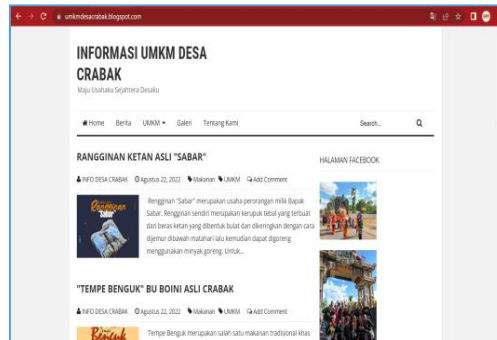 umkmdesacrabak.blogspot.com
INFORMASI UMKM DESA
CRABAK
Maju Usahaku Sejahtera Desaku
Home Berita UMKM Galeri Tentang Kami Search...
RANGGINAN KETAN ASLI "SABAR"
INFO DESA CRABAK Agustus 22, 2022 Makanan UMKM Add Comment
Rangginan
"Sabar"
Rengginan "Sabar" merupakan usaha perorangan milik Bapak
Sabar. Rengginan sendiri merupakan kerupuk tebal yang terbuat
dari beras ketan yang dibentuk bulat dan dikeringkan dengan cara
dijemur dibawah matahari lalu kemudian dapat digoreng
menggunakan minyak goreng. Untuk...
HALAMAN FACEBOOK
"TEMPE BENGUK" BU BOINI ASLI CRABAK
INFO DESA CRABAK Agustus 22, 2022 Makanan UMKM Add Comment
Benguk
Tempe Benguk merupakan salah satu makanan tradisional khas